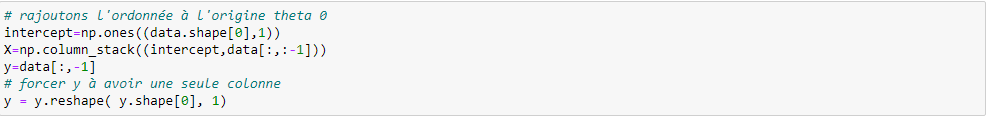 # rajoutons l'ordonnée à l'origine theta 0
intercept=np.ones((data.shape[0],1))
X=np.column_stack((intercept,data[:,:-1]))
y=data[:,-1]
# forcer y à avoir une seule colonne
y = y.reshape( y.shape[0], 1)